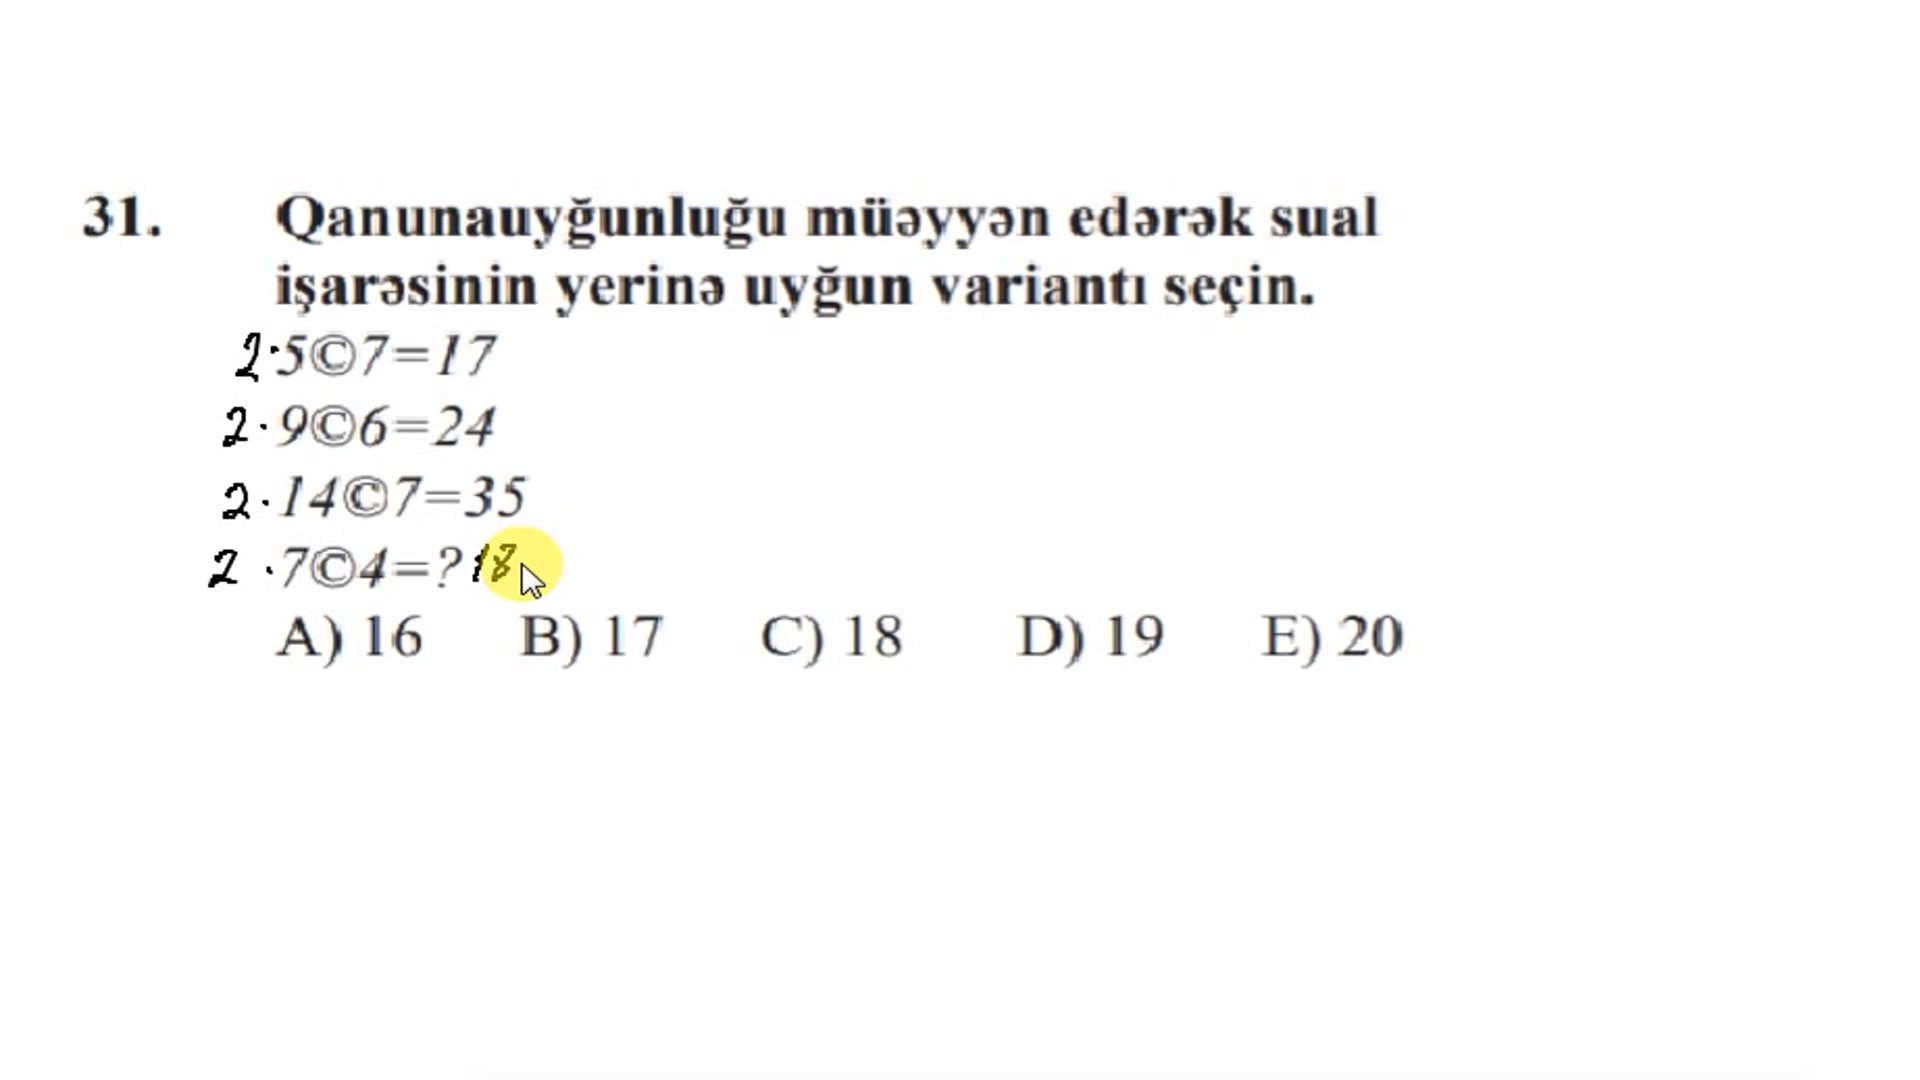 31. Qanunauyğunluğu müəyyən edərək sual
işarəsinin yerinə uyğun variantı seçin.
2·5©7=17
2·9©6=24
2·14©7=35
2·7©4=? 18
A) 16 B) 17 C) 18 D) 19 E) 20